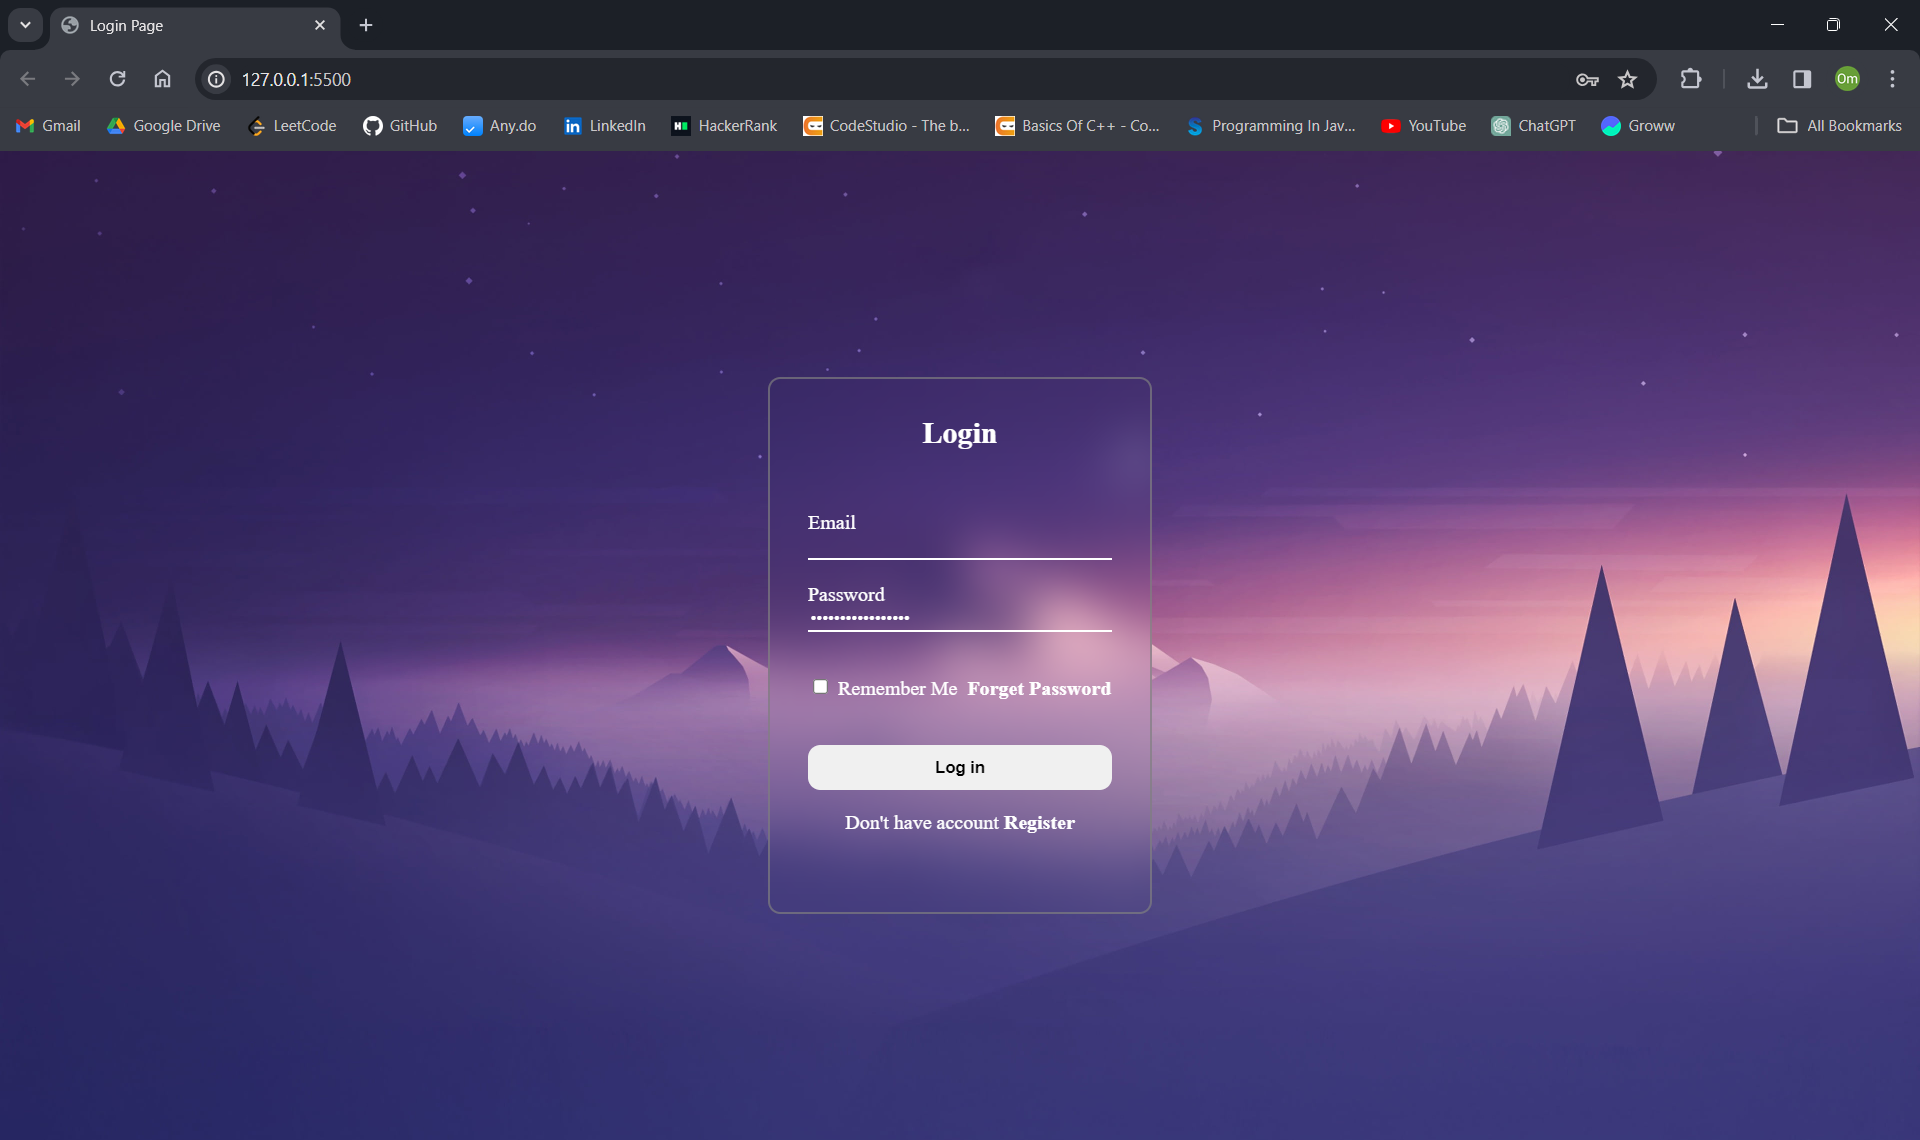 Login Page
127.0.0.1:5500
Om
Gmail Google Drive LeetCode GitHub Any.do LinkedIn HackerRank CodeStudio - The b... Basics Of C++ - Co... Programming In Jav... YouTube ChatGPT Groww All Bookmarks
Login
Email
Password
•••••••••••••••••
Remember Me Forget Password
Log in
Don't have account Register